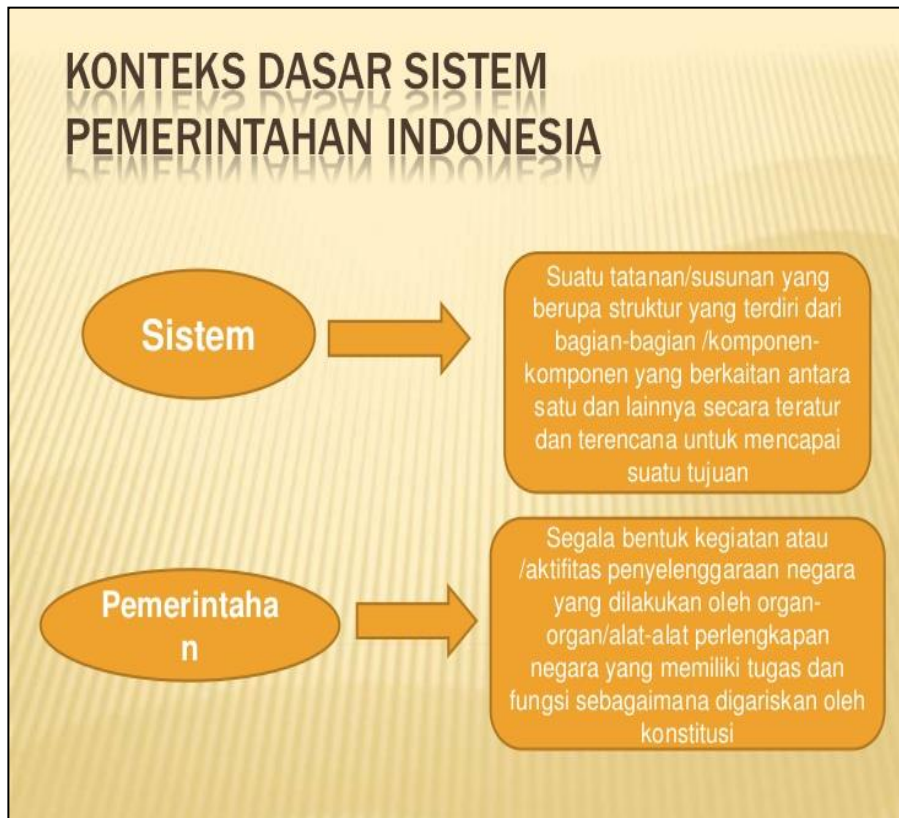 KONTEKS DASAR SISTEM
PEMERINTAHAN INDONESIA
Sistem
Suatu tatanan/susunan yang
berupa struktur yang terdiri dari
bagian-bagian /komponen-
komponen yang berkaitan antara
satu dan lainnya secara teratur
dan terencana untuk mencapai
suatu tujuan
Pemerintaha
n
Segala bentuk kegiatan atau
/aktifitas penyelenggaraan negara
yang dilakukan oleh organ-
organ/alat-alat perlengkapan
negara yang memiliki tugas dan
fungsi sebagaimana digariskan oleh
konstitusi